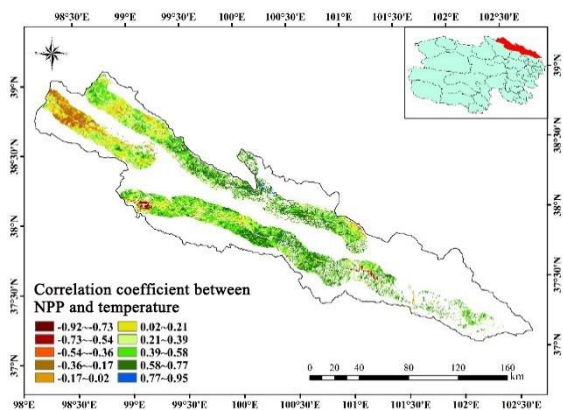 98°E 98°30'E 99°E 99°30'E 100°E 100°30'E 101°E 101°30'E 102°E 102°30'E
39°N 38°30'N 38°N 37°30'N 37°N
39°N 38°30'N 38°N 37°30'N 37°N
Correlation coefficient between
NPP and temperature
-0.92~-0.73 0.02~0.21
-0.73~-0.54 0.21~0.39
-0.54~-0.36 0.39~0.58
-0.36~-0.17 0.58~0.77
-0.17~0.02 0.77~0.95
0 20 40 80 120 160
km
98°E 98°30'E 99°E 99°30'E 100°E 100°30'E 101°E 101°30'E 102°E 102°30'E